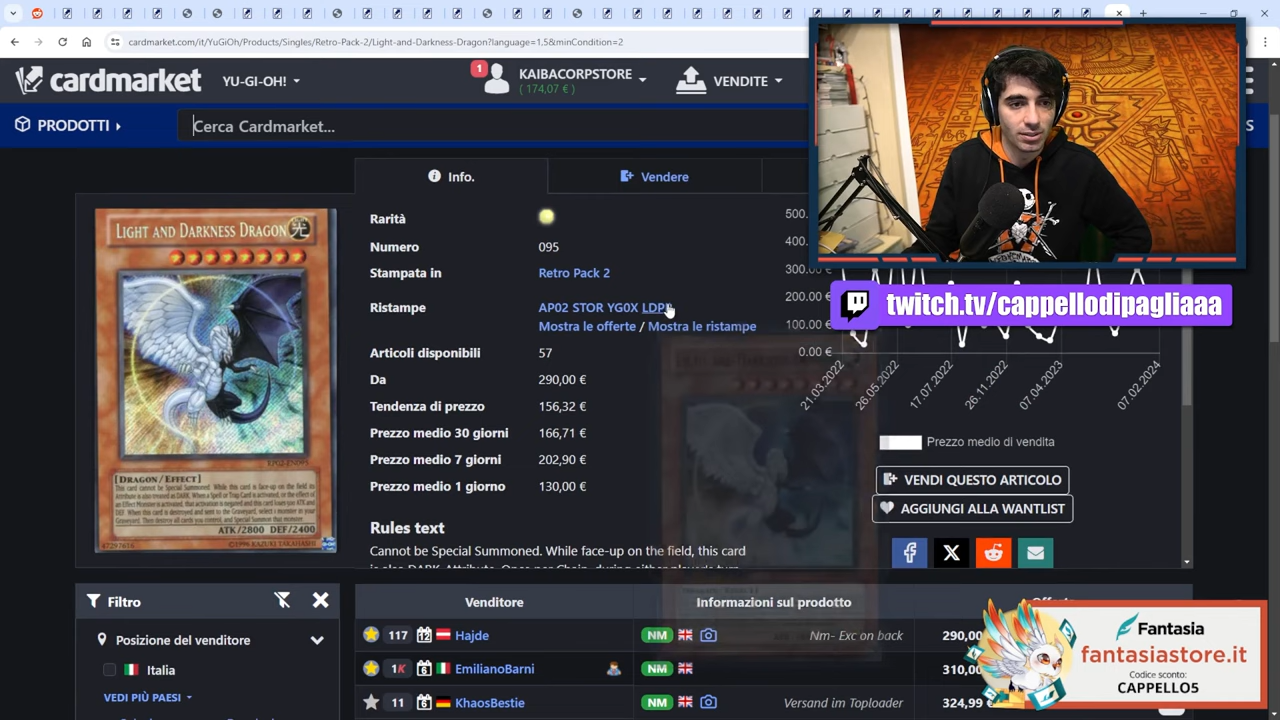 cardmarket.com/it/YuGiOh/Products/Singles/Retro-Pack-2/Light-and-Darkness-Dragon?language=1,5&minCondition=2
cardmarket
YU-GI-OH!
1
KAIBACORPSTORE
( 174,07 € )
VENDITE
PRODOTTI
Cerca Cardmarket...
S
Info.
Vendere
LIGHT AND DARKNESS DRAGON
光
RP02-EN095
[DRAGON/EFFECT]
ATK/2800 DEF/2400
47297616
©1996 KAZUKI TAKAHASHI
Rarità
Numero
095
Stampata in
Retro Pack 2
Ristampe
AP02 STOR YG0X
Mostra le offerte / Mostra le ristampe
Articoli disponibili
57
Da
290,00 €
Tendenza di prezzo
156,32 €
Prezzo medio 30 giorni
166,71 €
Prezzo medio 7 giorni
202,90 €
Prezzo medio 1 giorno
130,00 €
Rules text
Cannot be Special Summoned. While face-up on the field, this card
500.
400.
300.00 €
200.00 €
100.00 €
0.00 €
21.03.2022
26.05.2022
17.07.2022
26.11.2022
07.04.2023
07.02.2024
Prezzo medio di vendita
VENDI QUESTO ARTICOLO
AGGIUNGI ALLA WANTLIST
twitch.tv/cappellodipagliaaa
Filtro
Posizione del venditore
Italia
VEDI PIÙ PAESI
Venditore
Informazioni sul prodotto
117
Hajde
NM
Nm- Exc on back
290,00
1K
EmilianoBarni
NM
310,0
11
KhaosBestie
NM
Versand im Toploader
324,99 €
Fantasia
fantasiastore.it
Codice sconto:
CAPPELLO5